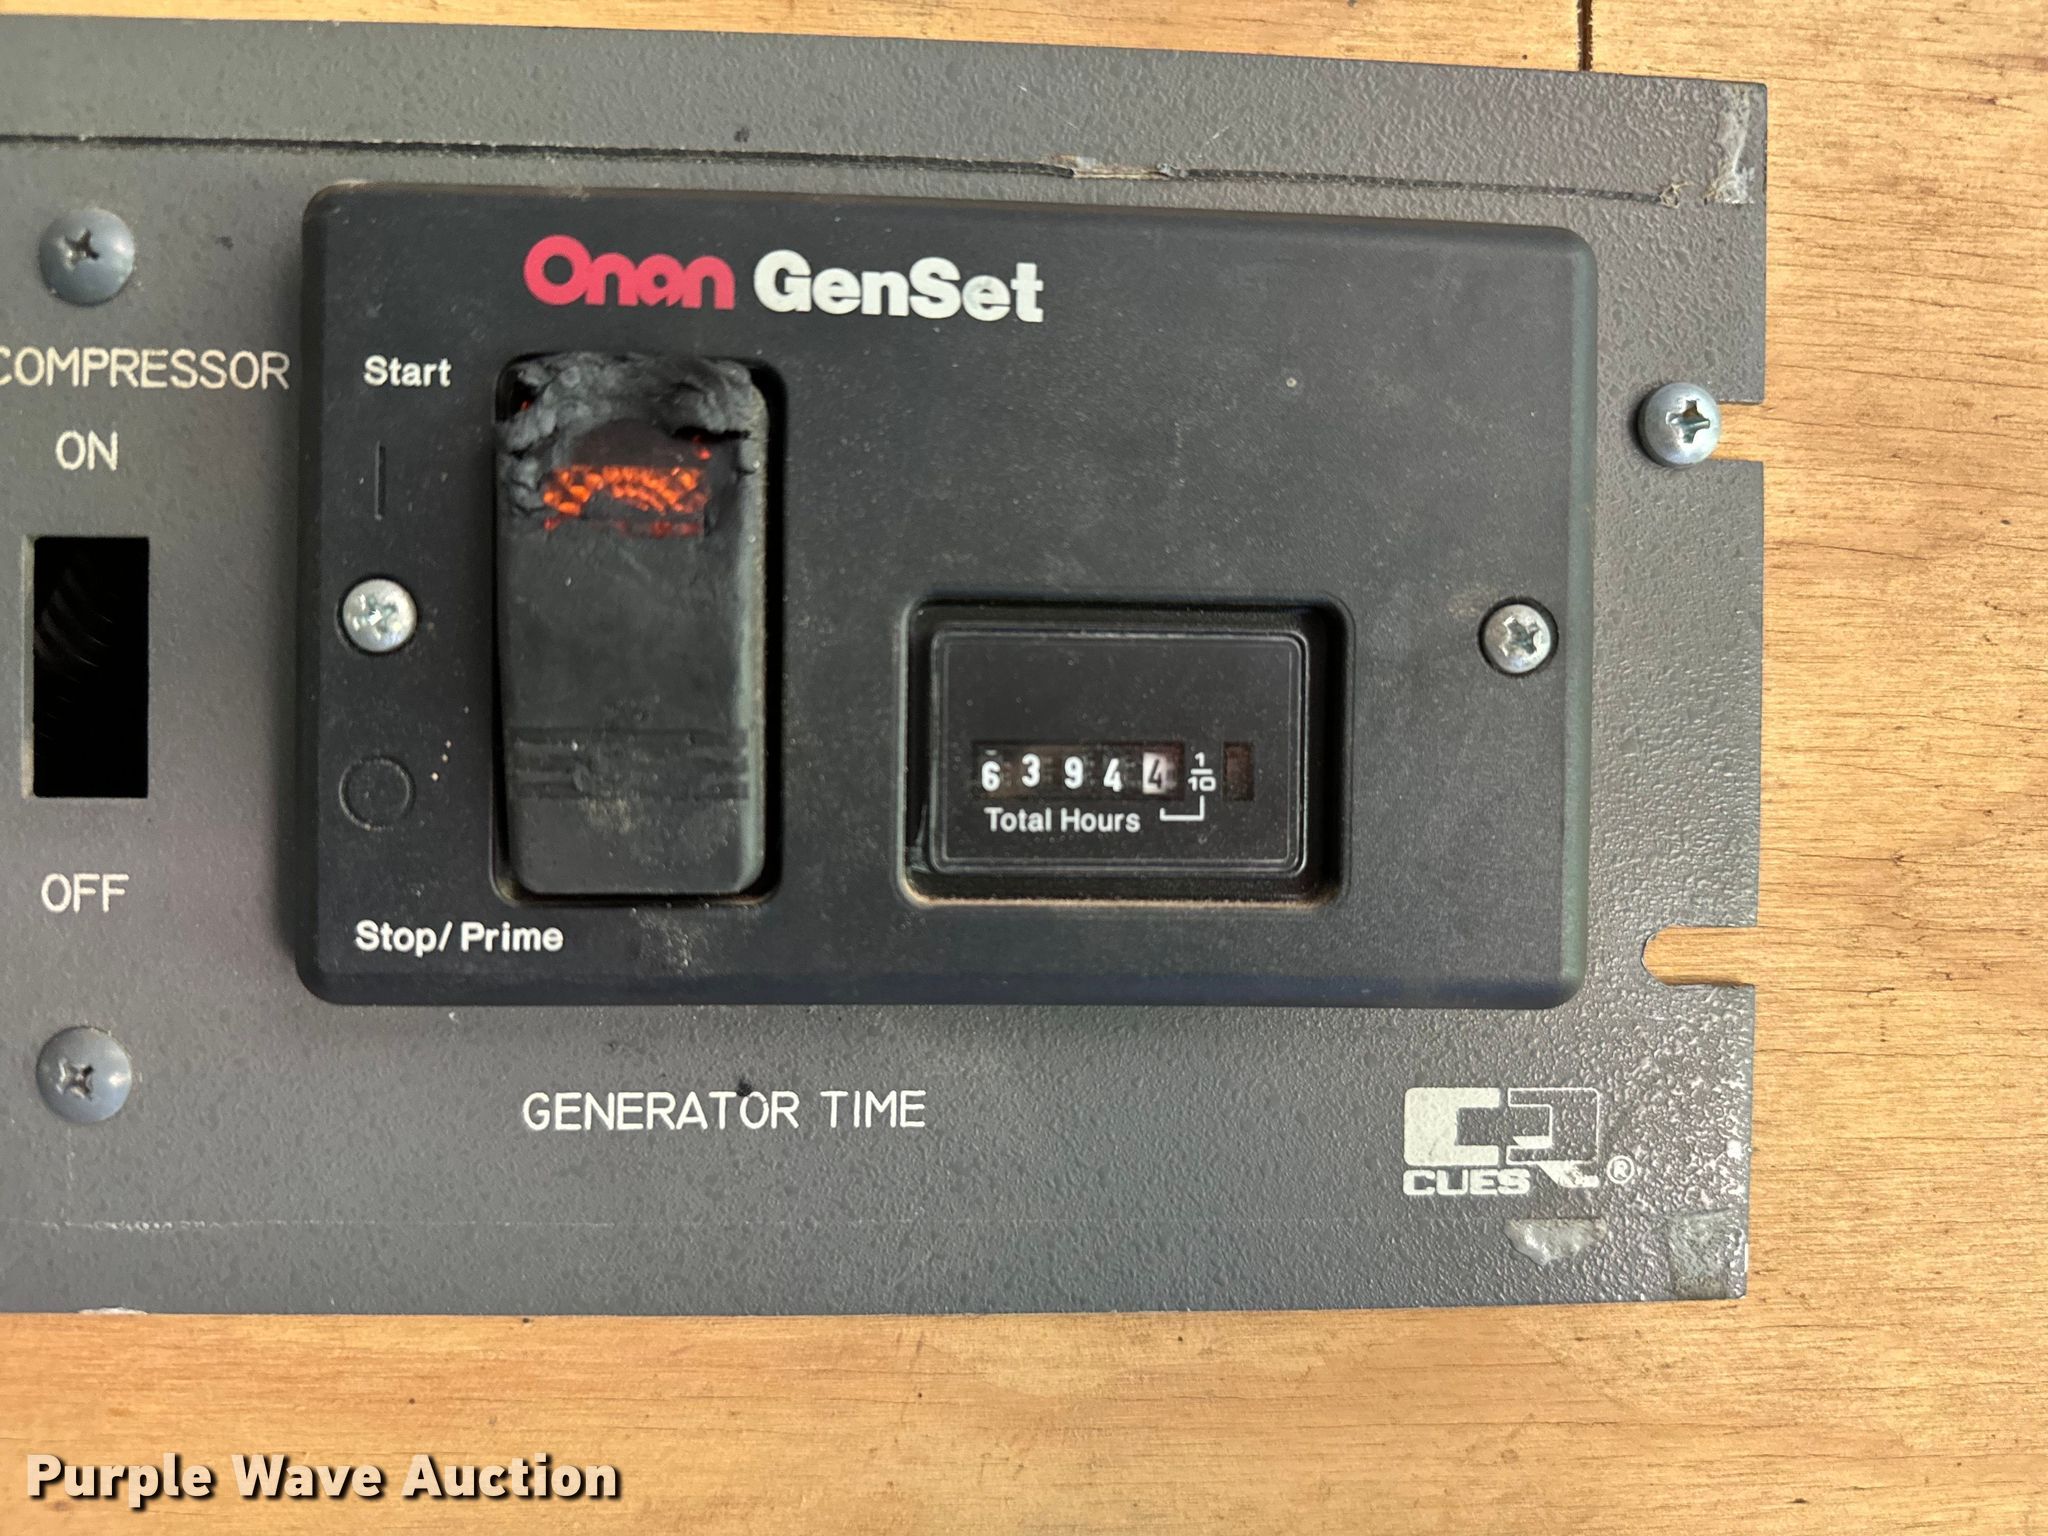 Onan GenSet
COMPRESSOR
ON
OFF
Start
Stop/Prime
6 3 9 4 4 1/10
Total Hours
GENERATOR TIME
CUES®
Purple Wave Auction